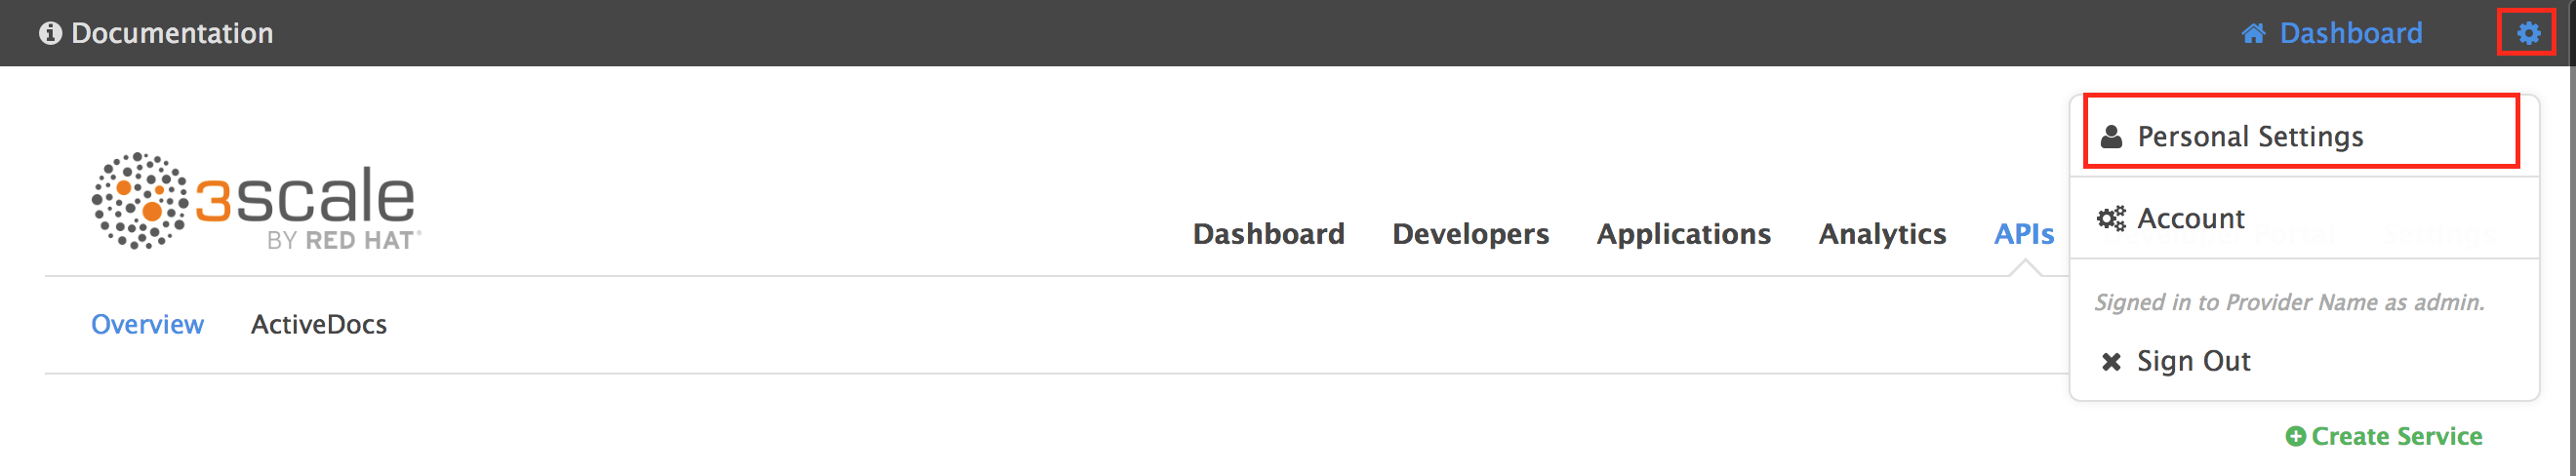 Documentation
Dashboard
Personal Settings
3scale
BY RED HAT®
Dashboard Developers Applications Analytics APIs
Account
Overview ActiveDocs
Signed in to Provider Name as admin.
Sign Out
Create Service